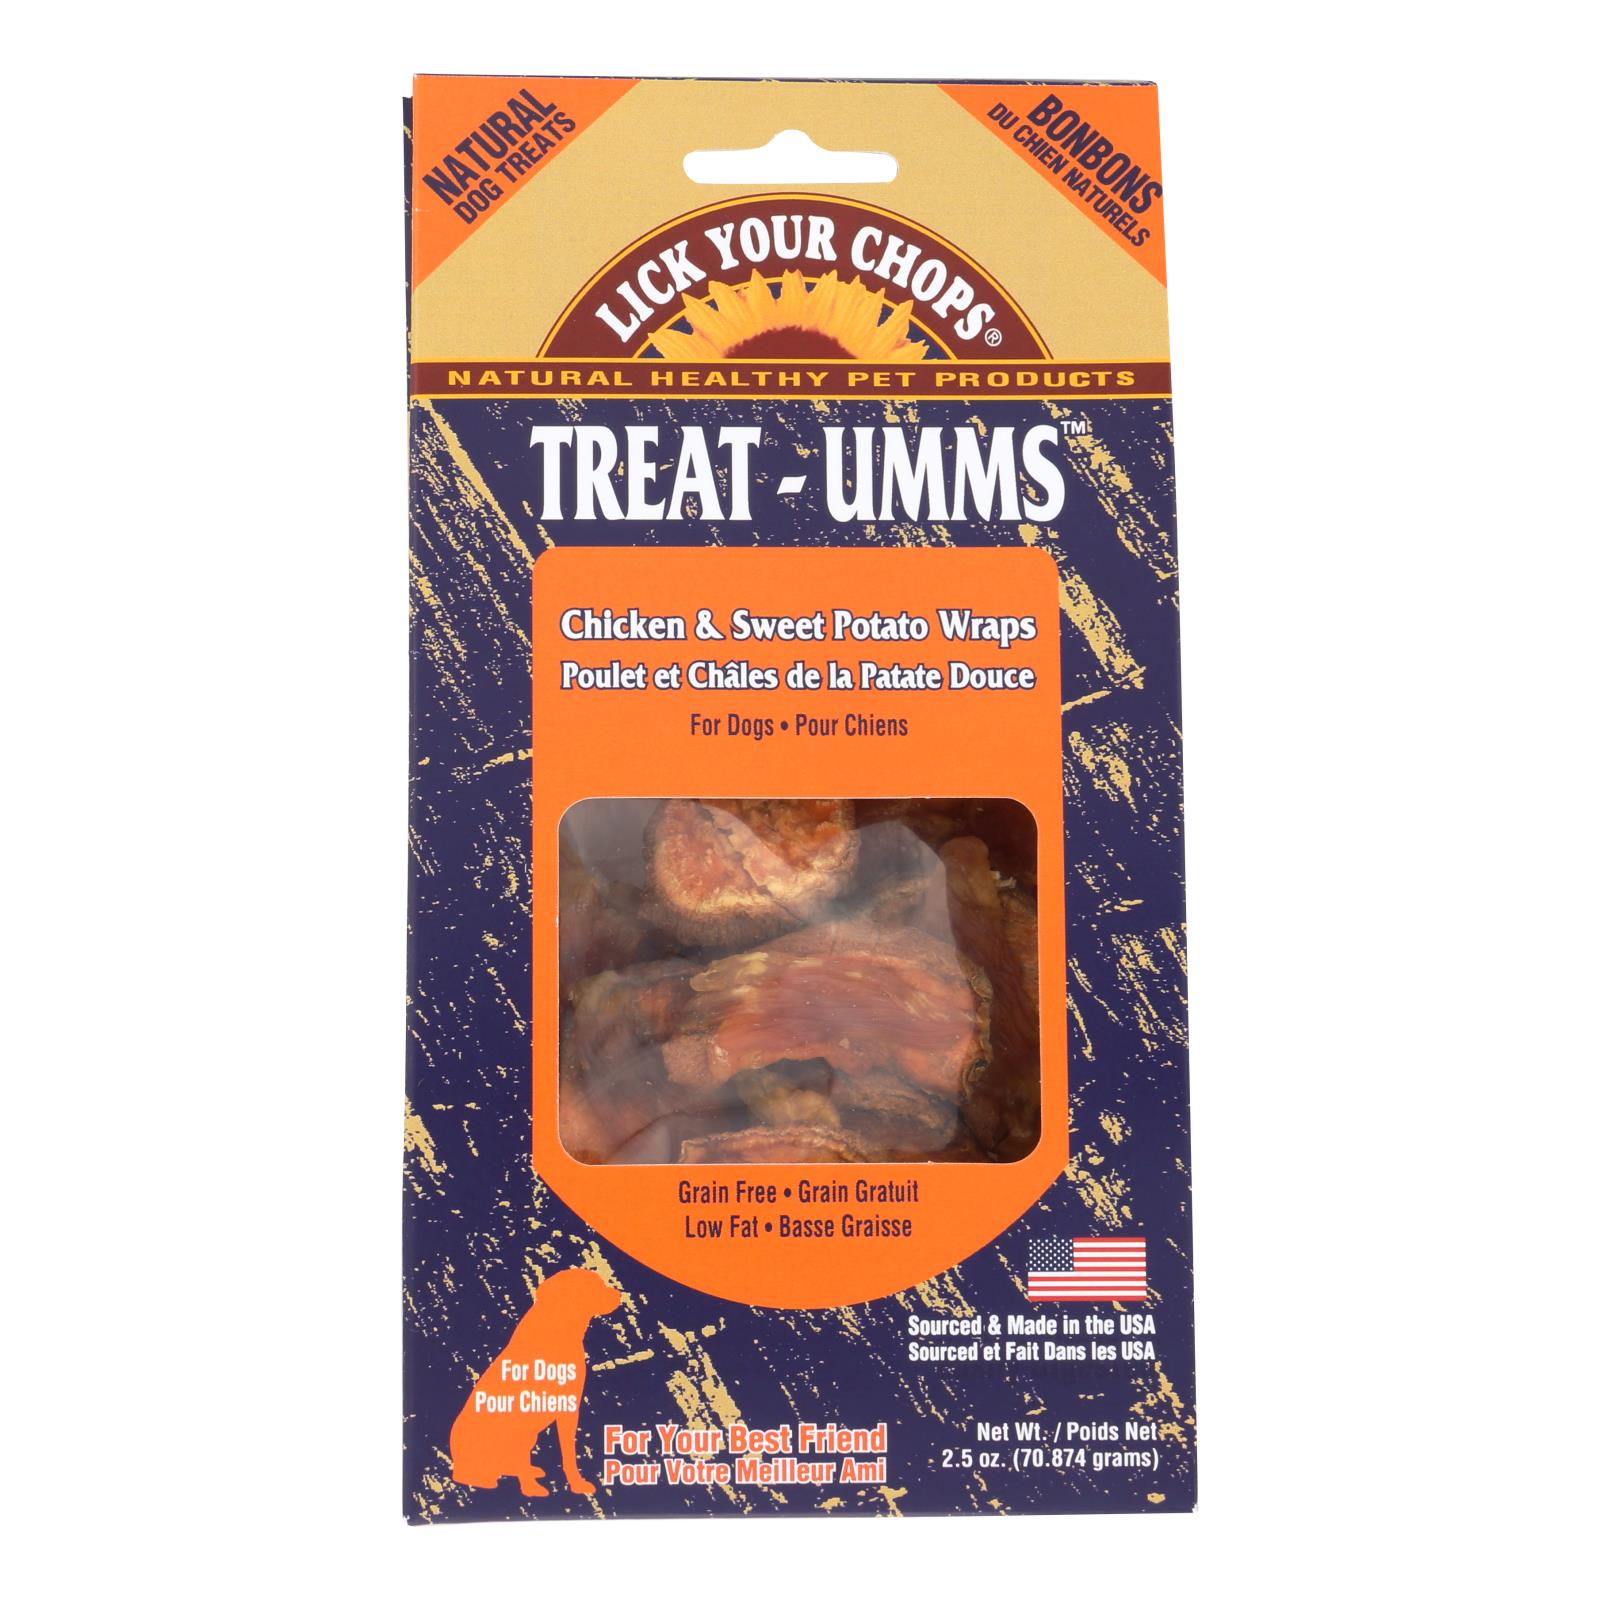 NATURAL
DOG TREATS
BONBONS
DU CHIEN NATURELS
LICK YOUR CHOPS®
NATURAL HEALTHY PET PRODUCTS
TREAT - UMMS™
Chicken & Sweet Potato Wraps
Poulet et Châles de la Patate Douce
For Dogs • Pour Chiens
Grain Free • Grain Gratuit
Low Fat • Basse Graisse
Sourced & Made in the USA
Sourced et Fait Dans les USA
For Dogs
Pour Chiens
For Your Best Friend
Pour Votre Meilleur Ami
Net Wt. / Poids Net
2.5 oz. (70.874 grams)